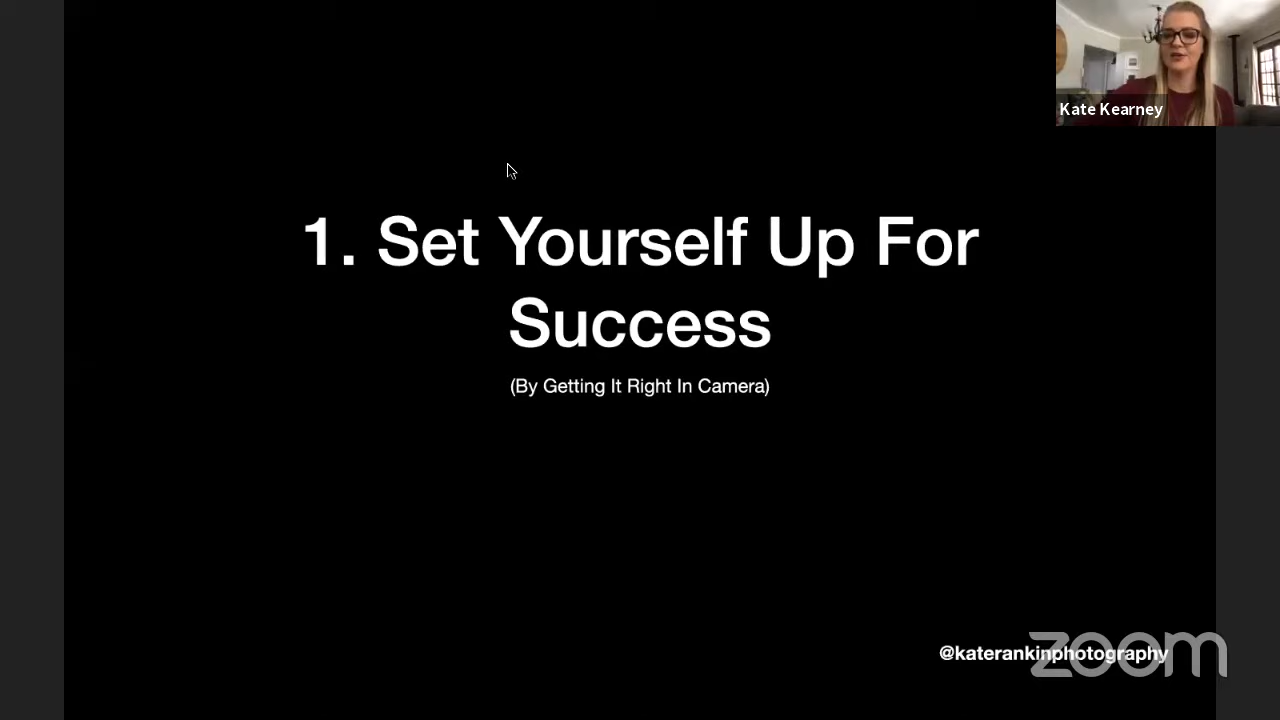 Kate Kearney
1. Set Yourself Up For
Success
(By Getting It Right In Camera)
@katerankinphotography
zoom